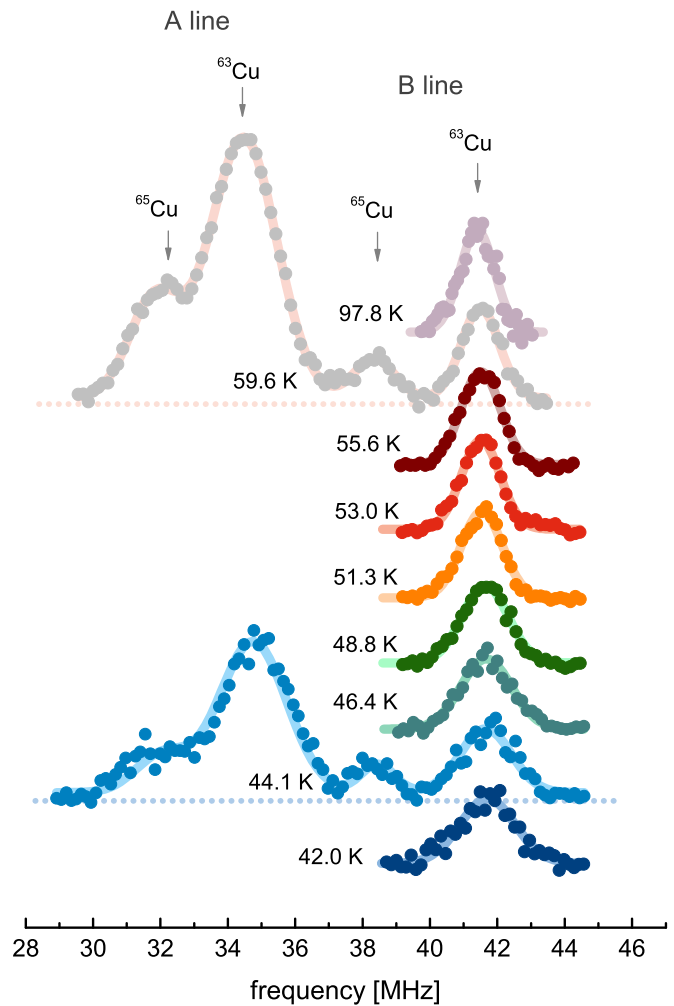 A line
⁶³Cu
B line
⁶³Cu
⁶⁵Cu
⁶⁵Cu
97.8 K
59.6 K
55.6 K
53.0 K
51.3 K
48.8 K
46.4 K
44.1 K
42.0 K
28 30 32 34 36 38 40 42 44 46
frequency [MHz]